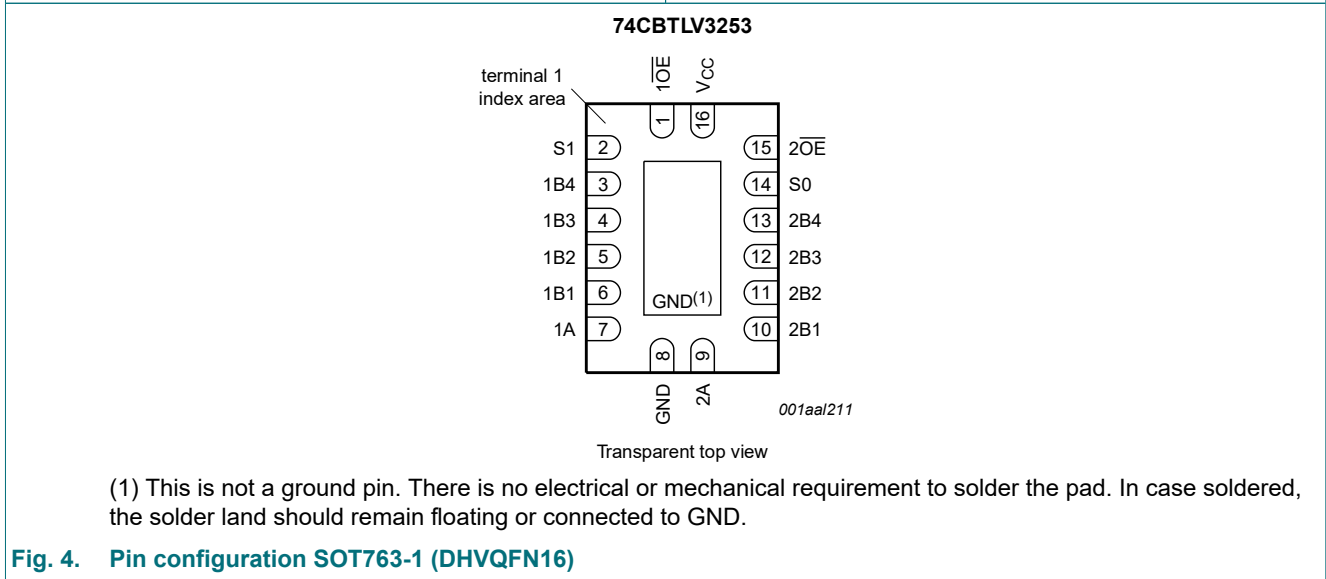 74CBTLV3253
terminal 1
index area
1O̅E̅
VCC
1
16
S1 2
15 2O̅E̅
1B4 3
14 S0
1B3 4
13 2B4
1B2 5
12 2B3
1B1 6
11 2B2
1A 7
10 2B1
GND(1)
8
9
GND
2A
001aal211
Transparent top view
(1) This is not a ground pin. There is no electrical or mechanical requirement to solder the pad. In case soldered,
the solder land should remain floating or connected to GND.
Fig. 4. Pin configuration SOT763-1 (DHVQFN16)